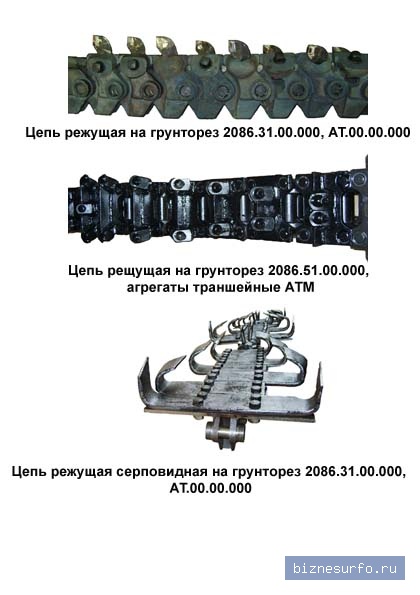 Цепь режущая на грунторез 2086.31.00.000, АТ.00.00.000
Цепь рещущая на грунторез 2086.51.00.000,
агрегаты траншейные АТМ
Цепь режущая серповидная на грунторез 2086.31.00.000,
АТ.00.00.000
biznesurfo.ru